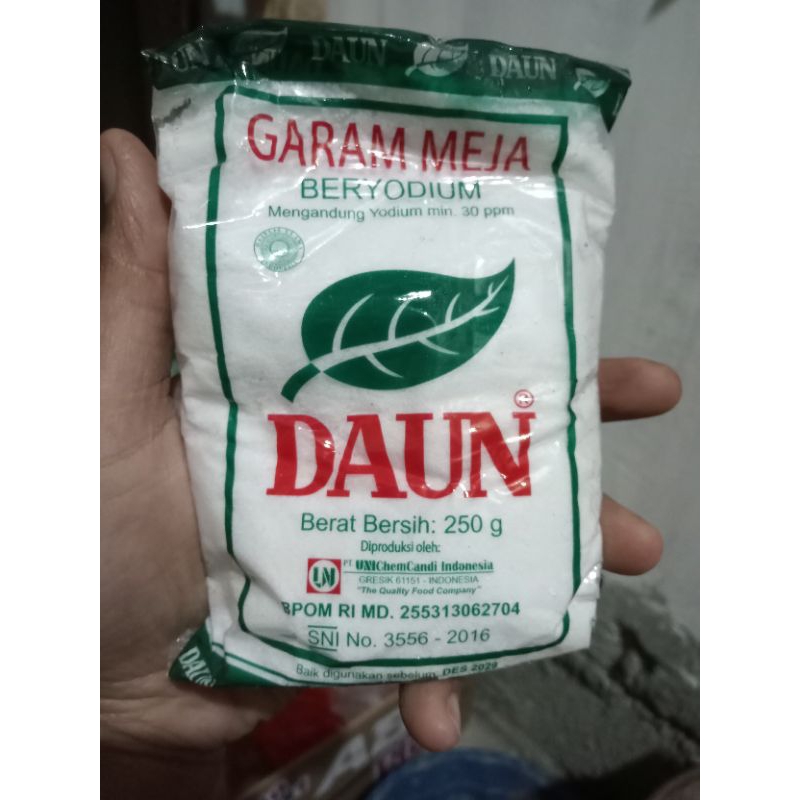 DAUN DAUN
GARAM MEJA
BERYODIUM
Mengandung Yodium min. 30 ppm
DAUN ®
Berat Bersih: 250 g
Diproduksi oleh:
UN PT. UNIChemCandi Indonesia
GRESIK 61151 - INDONESIA
"The Quality Food Company"
BPOM RI MD. 255313062704
SNI No. 3556 - 2016
Baik digunakan sebelum, DES